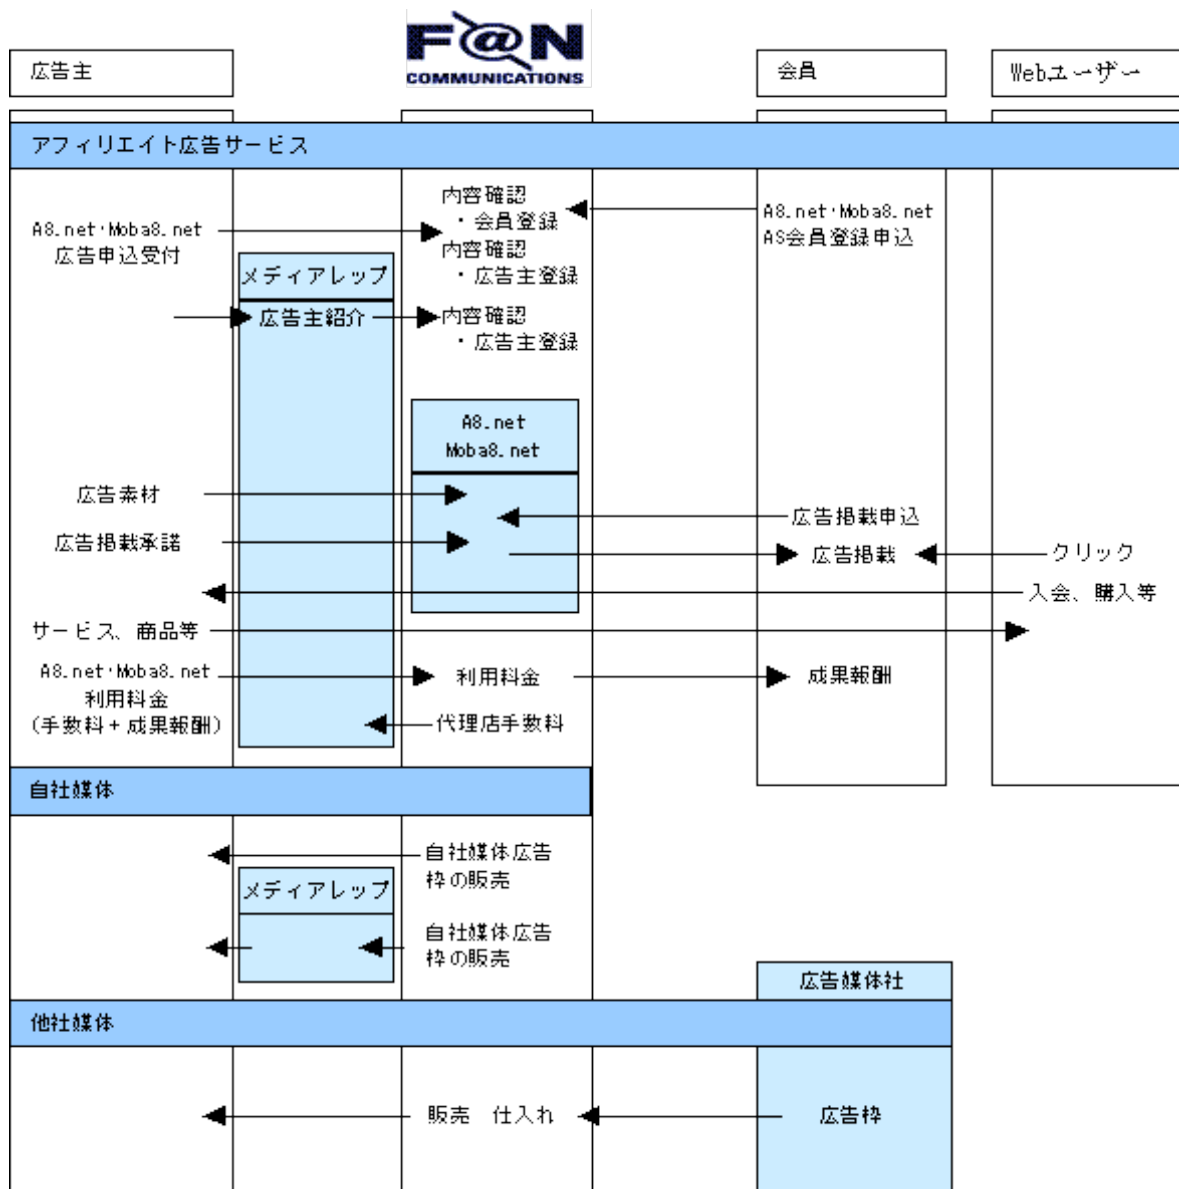 F@N
COMMUNICATIONS
広告主
会員
Webユーザー
アフィリエイト広告サービス
内容確認
・会員登録
A8.net・Moba8.net
広告申込受付
A8.net・Moba8.net
AS会員登録申込
内容確認
・広告主登録
メディアレップ
広告主紹介
内容確認
・広告主登録
A8.net
Moba8.net
広告素材
広告掲載申込
広告掲載承諾
広告掲載
クリック
入会、購入等
サービス、商品等
A8.net・Moba8.net
利用料金
(手数料+成果報酬)
利用料金
成果報酬
代理店手数料
自社媒体
自社媒体広告
枠の販売
メディアレップ
自社媒体広告
枠の販売
広告媒体社
他社媒体
販売 仕入れ
広告枠